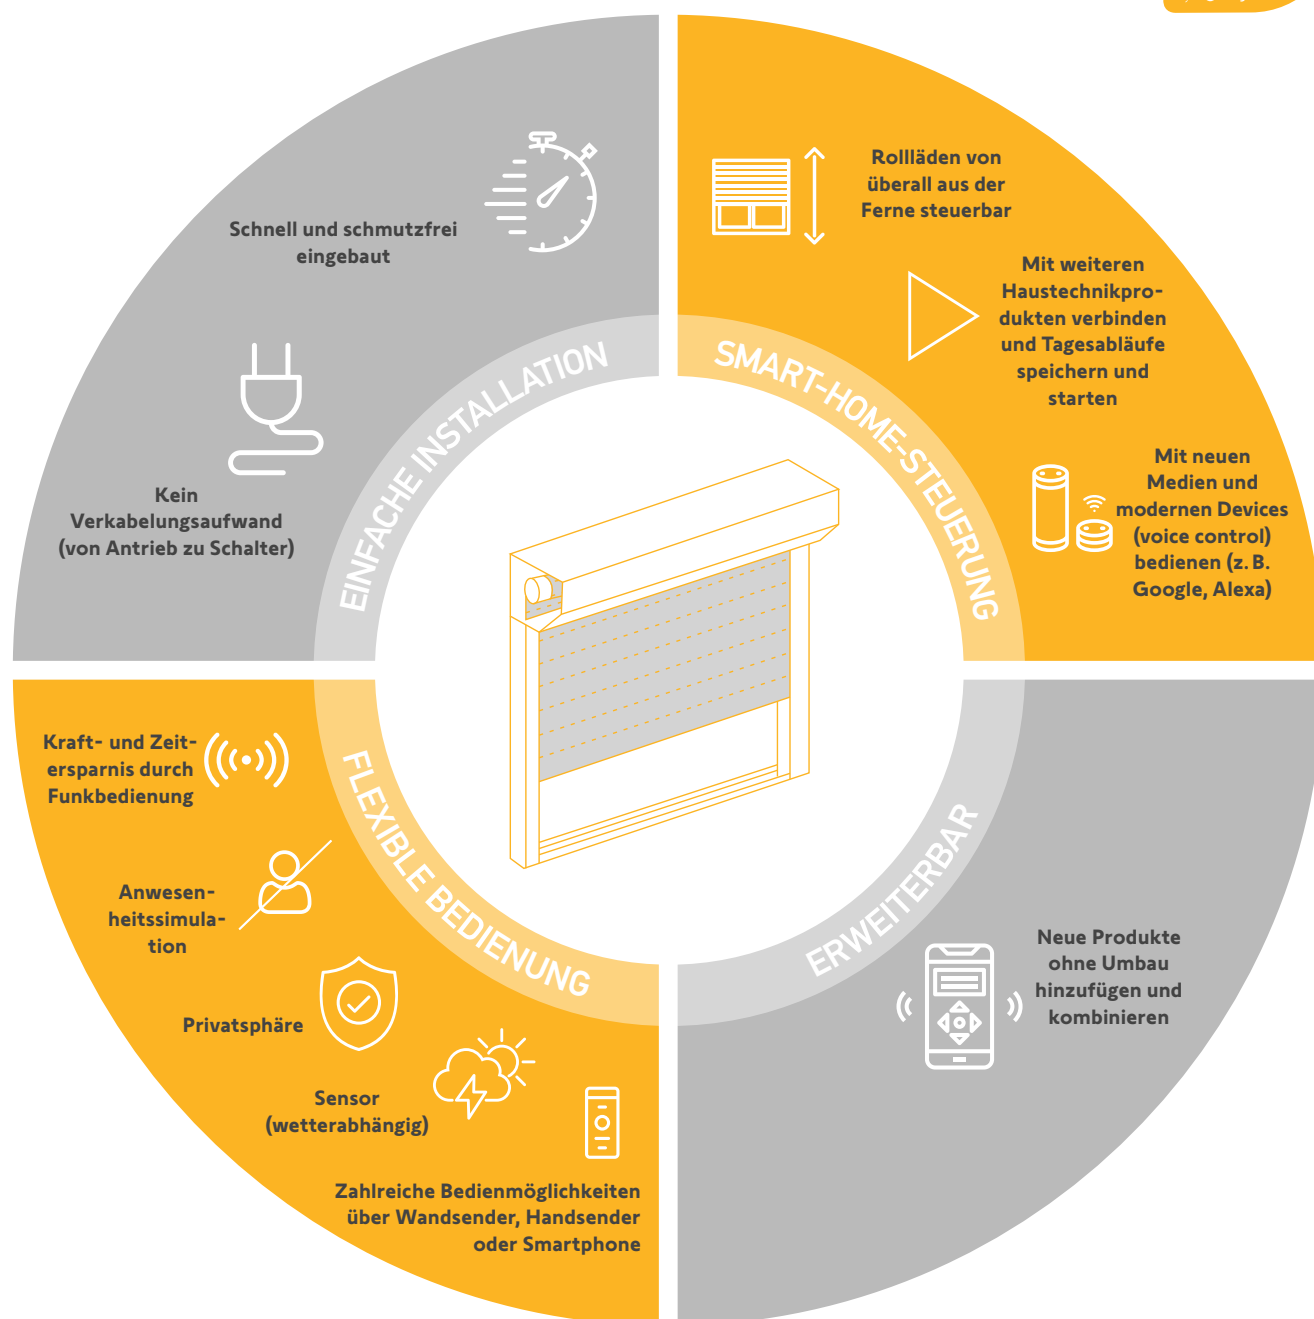 EINFACHE INSTALLATION
Schnell und schmutzfrei
eingebaut
Kein
Verkabelungsaufwand
(von Antrieb zu Schalter)
SMART-HOME-STEUERUNG
Rollläden von
überall aus der
Ferne steuerbar
Mit weiteren
Haustechnikpro-
dukten verbinden
und Tagesabläufe
speichern und
starten
Mit neuen
Medien und
modernen Devices
(voice control)
bedienen (z. B.
Google, Alexa)
FLEXIBLE BEDIENUNG
Kraft- und Zeit-
ersparnis durch
Funkbedienung
Anwesen-
heitssimula-
tion
Privatsphäre
Sensor
(wetterabhängig)
Zahlreiche Bedienmöglichkeiten
über Wandsender, Handsender
oder Smartphone
ERWEITERBAR
Neue Produkte
ohne Umbau
hinzufügen und
kombinieren